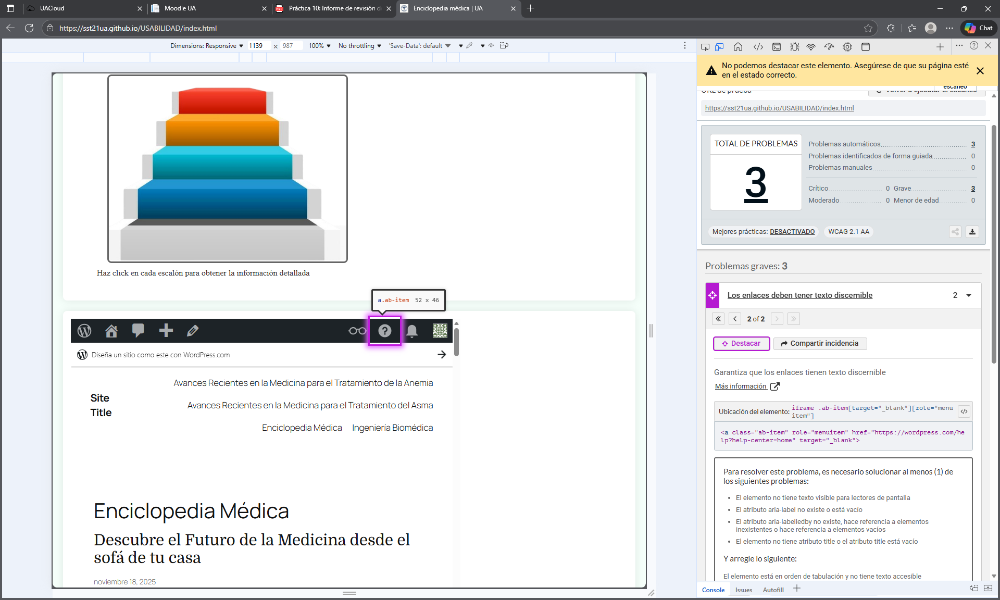 UACloud
Moodle UA
Práctica 10: Informe de revisión d
Enciclopedia médica | UA
https://sst21ua.github.io/USABILIDAD/index.html
Chat
Dimensions: Responsive
1139
×
987
100%
No throttling
'Save-Data': default
No podemos destacar este elemento. Asegúrese de que su página esté
en el estado correcto.
escaneo
URL de prueba
Volver a ejecutar el escaneo
https://sst21ua.github.io/USABILIDAD/index.html
TOTAL DE PROBLEMAS
3
Problemas automáticos 3
Problemas identificados de forma guiada 0
Problemas manuales 0
Crítico 0 Grave 3
Moderado 0 Menor de edad 0
Mejores prácticas: DESACTIVADO
WCAG 2.1 AA
Problemas graves: 3
Los enlaces deben tener texto discernible
2
2 of 2
Destacar
Compartir incidencia
Garantiza que los enlaces tienen texto discernible
Más información
Ubicación del elemento:
iframe .ab-item[target="_blank"][role="menu
item"]
<a class="ab-item" role="menuitem" href="https://wordpress.com/he
lp?help-center=home" target="_blank">
Para resolver este problema, es necesario solucionar al menos (1) de
los siguientes problemas:
• El elemento no tiene texto visible para lectores de pantalla
• El atributo aria-label no existe o está vacío
• El atributo aria-labelledby no existe, hace referencia a elementos
inexistentes o hace referencia a elementos vacíos
• El elemento no tiene atributo title o el atributo title está vacío
Y arregle lo siguiente:
El elemento está en orden de tabulación y no tiene texto accesible
Console
Issues
Autofill
Haz click en cada escalón para obtener la información detallada
a.ab-item 52 x 46
Diseña un sitio como este con WordPress.com
Site
Title
Avances Recientes en la Medicina para el Tratamiento de la Anemia
Avances Recientes en la Medicina para el Tratamiento del Asma
Enciclopedia Médica
Ingeniería Biomédica
Enciclopedia Médica
Descubre el Futuro de la Medicina desde el
sofá de tu casa
noviembre 18, 2025